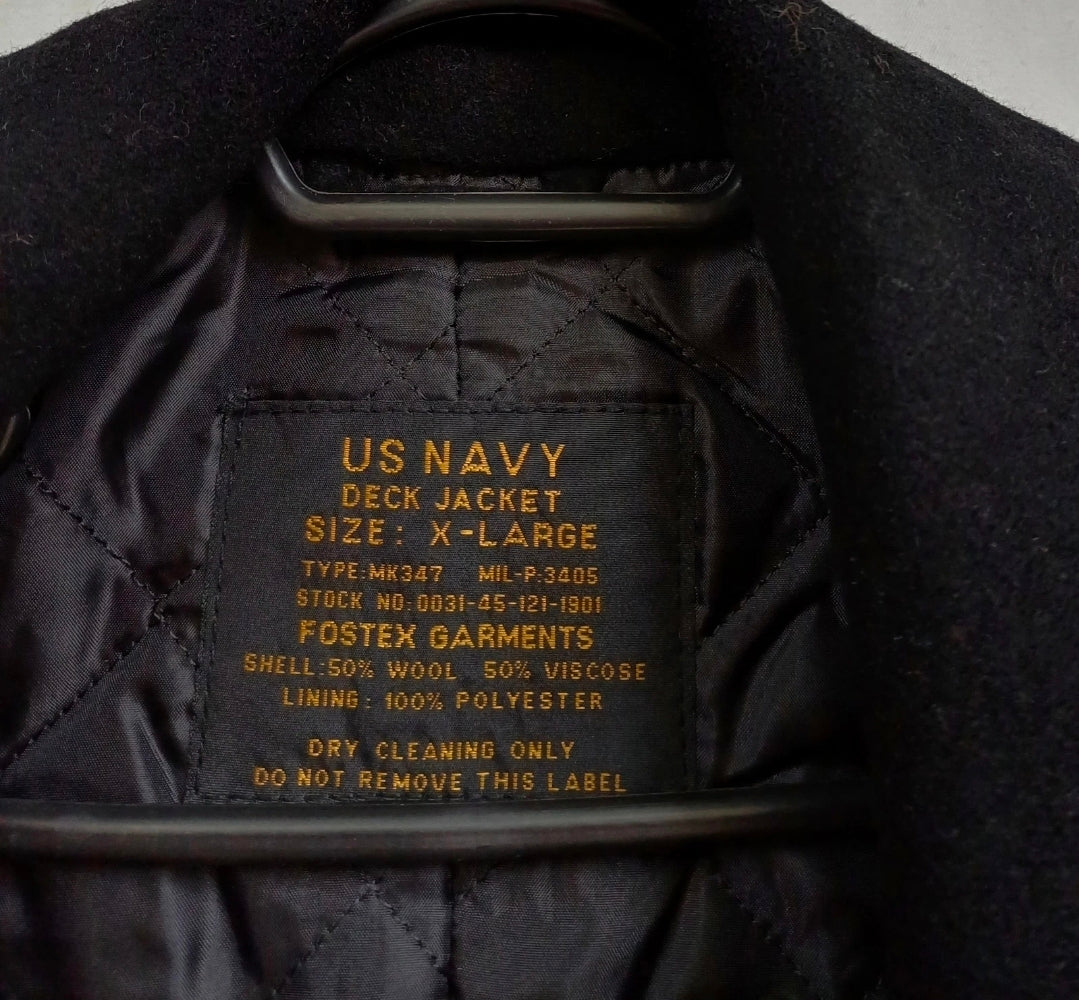 US NAVY
DECK JACKET
SIZE: X-LARGE
TYPE:MK347 MIL-P:3405
STOCK NO:0031-45-121-1901
FOSTEX GARMENTS
SHELL:50% WOOL 50% VISCOSE
LINING: 100% POLYESTER
DRY CLEANING ONLY
DO NOT REMOVE THIS LABEL